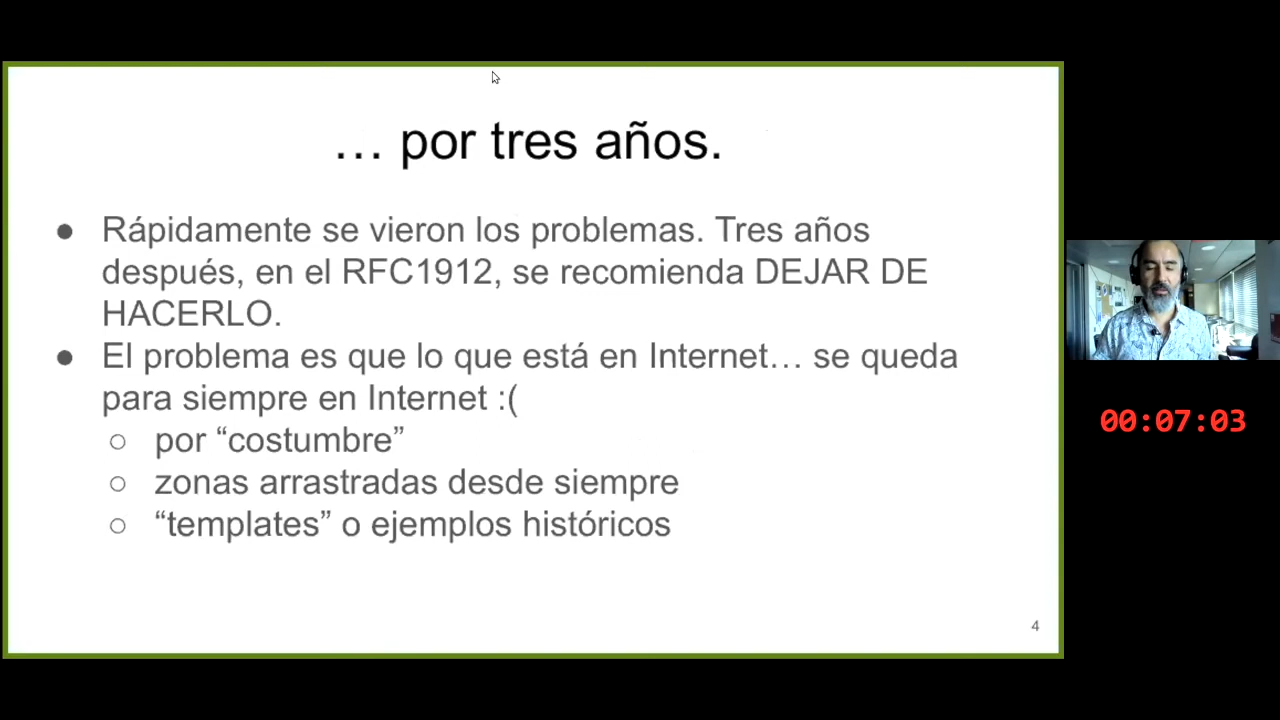 … por tres años.
● Rápidamente se vieron los problemas. Tres años
después, en el RFC1912, se recomienda DEJAR DE
HACERLO.
● El problema es que lo que está en Internet… se queda
para siempre en Internet :(
○ por “costumbre”
○ zonas arrastradas desde siempre
○ “templates” o ejemplos históricos
4
00:07:03